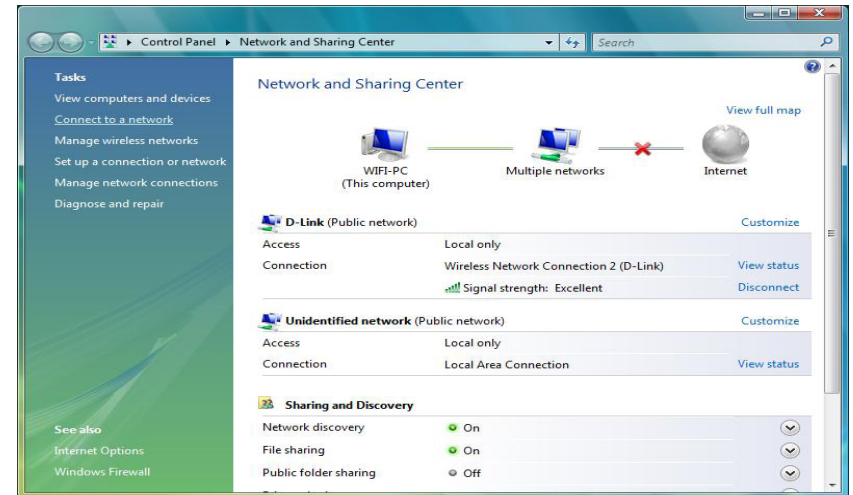 Control Panel Network and Sharing Center Search
Tasks
View computers and devices
Connect to a network
Manage wireless networks
Set up a connection or network
Manage network connections
Diagnose and repair
See also
Internet Options
Windows Firewall
Network and Sharing Center
View full map
WIFI-PC
(This computer)
Multiple networks
Internet
D-Link (Public network) Customize
Access Local only
Connection Wireless Network Connection 2 (D-Link) View status
Signal strength: Excellent Disconnect
Unidentified network (Public network) Customize
Access Local only
Connection Local Area Connection View status
Sharing and Discovery
Network discovery On
File sharing On
Public folder sharing Off